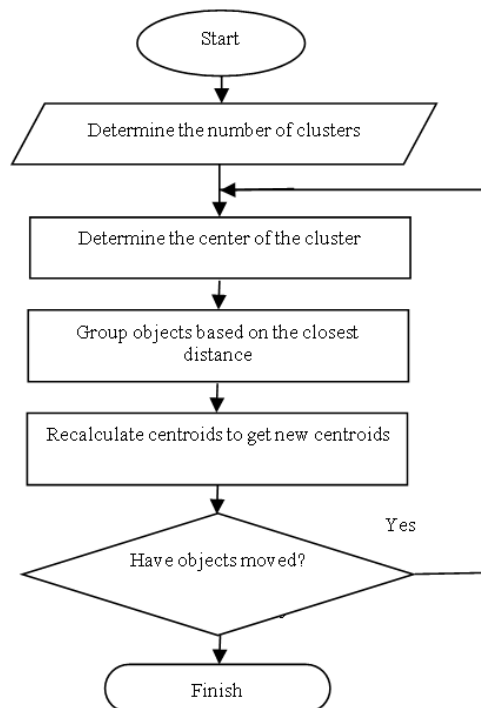 Start
Determine the number of clusters
Determine the center of the cluster
Group objects based on the closest
distance
Recalculate centroids to get new centroids
Yes
Have objects moved?
Finish